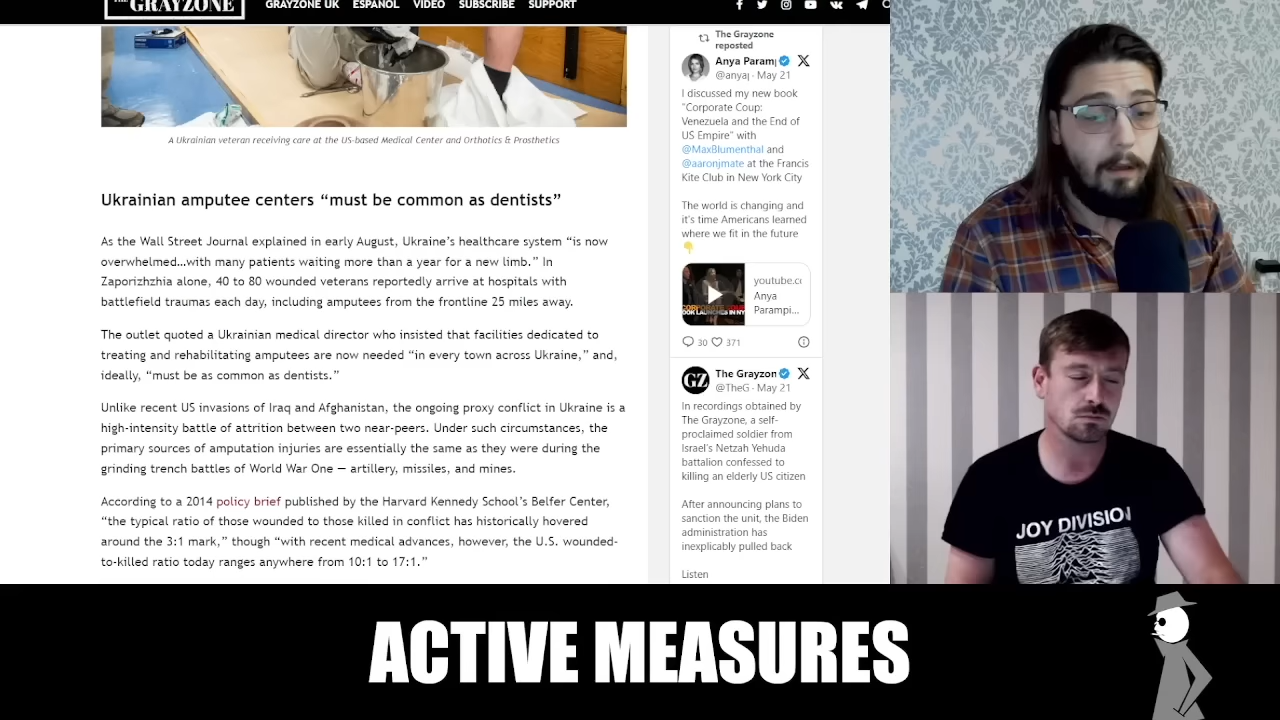 THE GRAYZONE
GRAYZONE UK ESPAÑOL VIDEO SUBSCRIBE SUPPORT
A Ukrainian veteran receiving care at the US-based Medical Center and Orthotics & Prosthetics
Ukrainian amputee centers “must be common as dentists”
As the Wall Street Journal explained in early August, Ukraine’s healthcare system “is now
overwhelmed…with many patients waiting more than a year for a new limb.” In
Zaporizhzhia alone, 40 to 80 wounded veterans reportedly arrive at hospitals with
battlefield traumas each day, including amputees from the frontline 25 miles away.
The outlet quoted a Ukrainian medical director who insisted that facilities dedicated to
treating and rehabilitating amputees are now needed “in every town across Ukraine,” and,
ideally, “must be as common as dentists.”
Unlike recent US invasions of Iraq and Afghanistan, the ongoing proxy conflict in Ukraine is a
high-intensity battle of attrition between two near-peers. Under such circumstances, the
primary sources of amputation injuries are essentially the same as they were during the
grinding trench battles of World War One — artillery, missiles, and mines.
According to a 2014 policy brief published by the Harvard Kennedy School’s Belfer Center,
“the typical ratio of those wounded to those killed in conflict has historically hovered
around the 3:1 mark,” though “with recent medical advances, however, the U.S. wounded-
to-killed ratio today ranges anywhere from 10:1 to 17:1.”
The Grayzone
reposted
Anya Paramp
@anyap · May 21
I discussed my new book
"Corporate Coup:
Venezuela and the End of
US Empire" with
@MaxBlumenthal and
@aaronjmate at the Francis
Kite Club in New York City
The world is changing and
it's time Americans learned
where we fit in the future
youtube.co
Anya
Parampi...
30 371
GZ
The Grayzon
@TheG · May 21
In recordings obtained by
The Grayzone, a self-
proclaimed soldier from
Israel's Netzah Yehuda
battalion confessed to
killing an elderly US citizen
After announcing plans to
sanction the unit, the Biden
administration has
inexplicably pulled back
Listen
JOY DIVISION
ACTIVE MEASURES